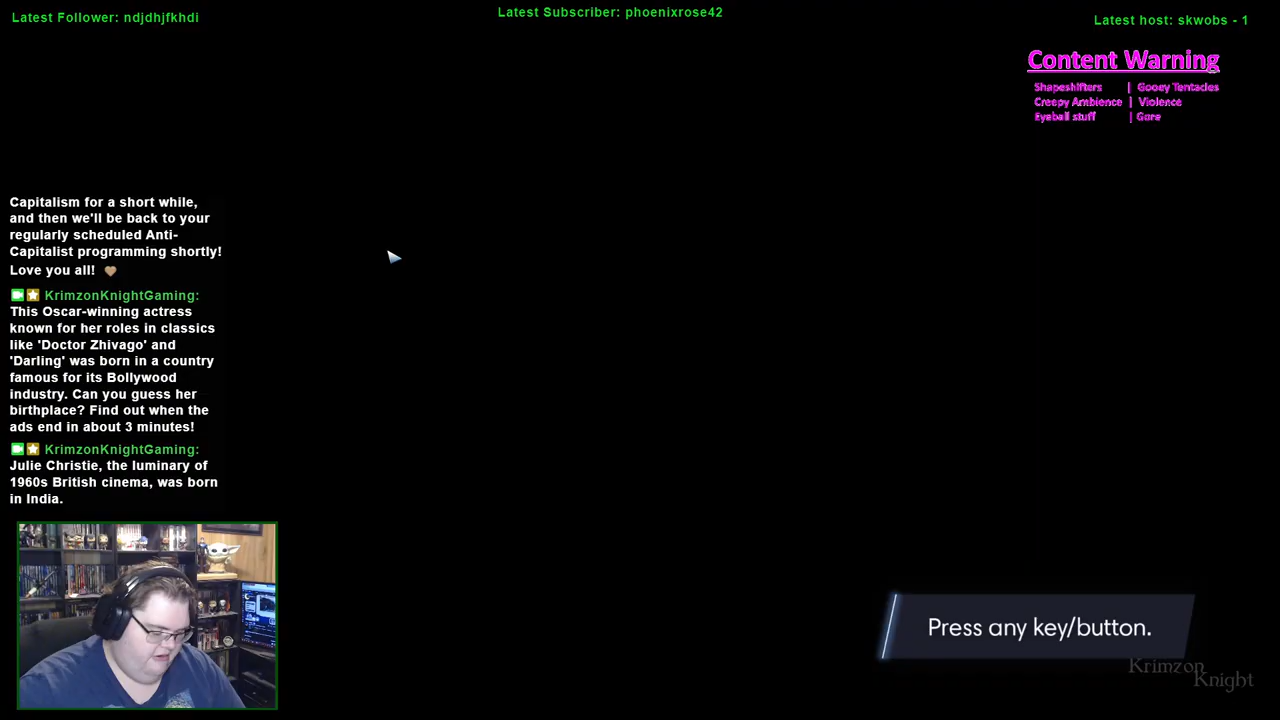 Latest Follower: ndjdhjfkhdi
Latest Subscriber: phoenixrose42
Latest host: skwobs - 1
Content Warning
Shapeshifters | Gooey Tentacles
Creepy Ambience | Violence
Eyeball stuff | Gore
Capitalism for a short while,
and then we'll be back to your
regularly scheduled Anti-
Capitalist programming shortly!
Love you all!
KrimzonKnightGaming:
This Oscar-winning actress
known for her roles in classics
like 'Doctor Zhivago' and
'Darling' was born in a country
famous for its Bollywood
industry. Can you guess her
birthplace? Find out when the
ads end in about 3 minutes!
KrimzonKnightGaming:
Julie Christie, the luminary of
1960s British cinema, was born
in India.
Press any key/button.
Krimzon
Knight